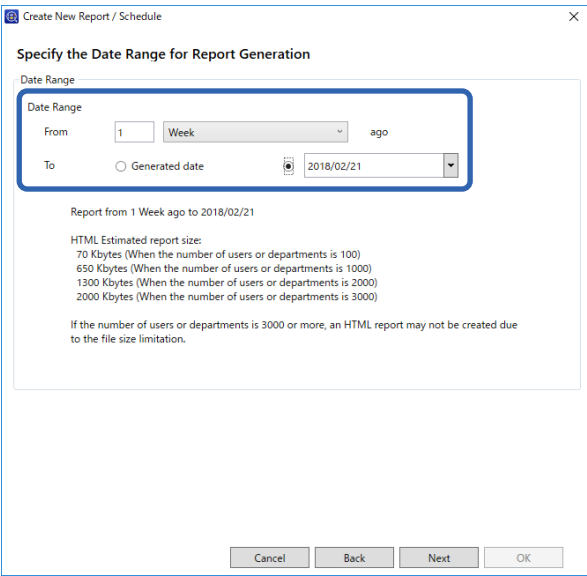 Create New Report / Schedule
Specify the Date Range for Report Generation
Date Range
Date Range
From 1 Week ago
To Generated date 2018/02/21
Report from 1 Week ago to 2018/02/21
HTML Estimated report size:
70 Kbytes (When the number of users or departments is 100)
650 Kbytes (When the number of users or departments is 1000)
1300 Kbytes (When the number of users or departments is 2000)
2000 Kbytes (When the number of users or departments is 3000)
If the number of users or departments is 3000 or more, an HTML report may not be created due
to the file size limitation.
Cancel Back Next OK